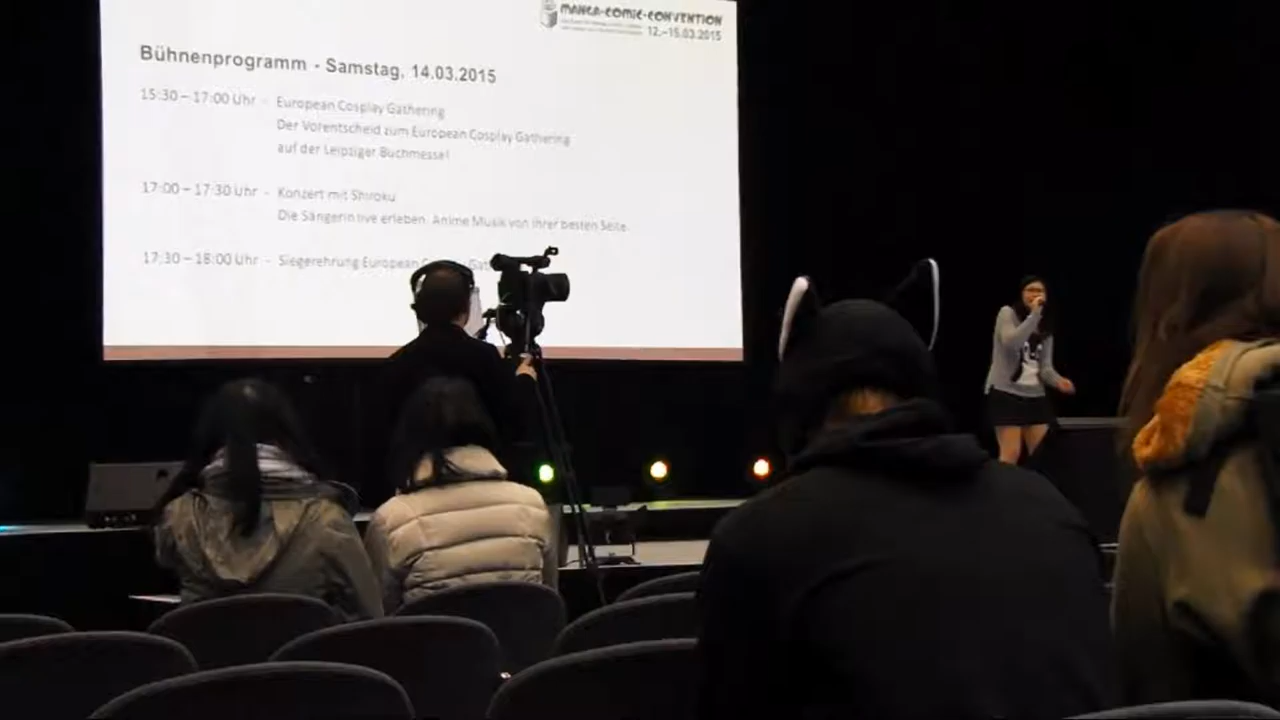 MANGA-COMIC-CONVENTION
12.–15.03.2015
Bühnenprogramm - Samstag, 14.03.2015
15:30 – 17:00 Uhr - European Cosplay Gathering
Der Vorentscheid zum European Cosplay Gathering
auf der Leipziger Buchmesse!
17:00 – 17:30 Uhr - Konzert mit Shiroku
Die Sängerin live erleben. Anime Musik von ihrer besten Seite.
17:30 – 18:00 Uhr - Siegerehrung European